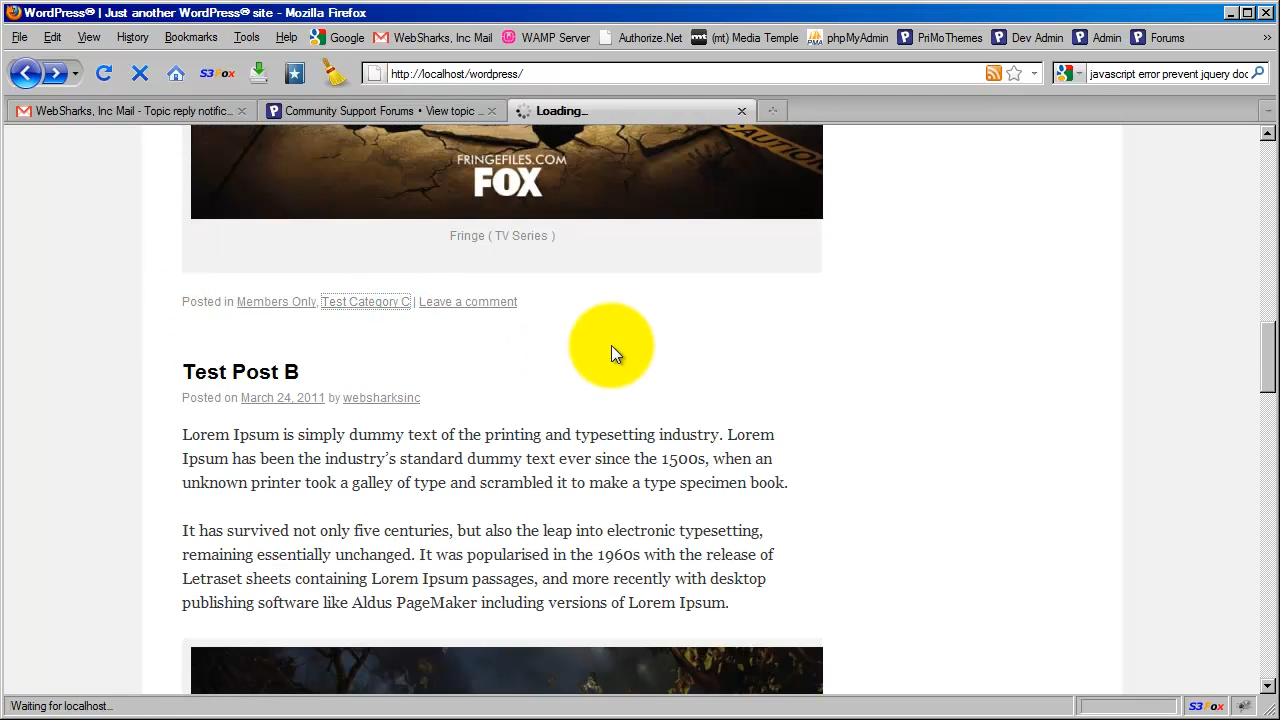 WordPress® | Just another WordPress® site - Mozilla Firefox
File Edit View History Bookmarks Tools Help Google WebSharks, Inc Mail WAMP Server Authorize.Net (mt) Media Temple phpMyAdmin PriMoThemes Dev Admin Admin Forums »
S3Fox http://localhost/wordpress/ javascript error prevent jquery doc
WebSharks, Inc Mail - Topic reply notific... Community Support Forums • View topic ... Loading...
CAUTION
FRINGEFILES.COM
FOX
Fringe ( TV Series )
Posted in Members Only, Test Category C | Leave a comment
Test Post B
Posted on March 24, 2011 by websharksinc
Lorem Ipsum is simply dummy text of the printing and typesetting industry. Lorem
Ipsum has been the industry’s standard dummy text ever since the 1500s, when an
unknown printer took a galley of type and scrambled it to make a type specimen book.
It has survived not only five centuries, but also the leap into electronic typesetting,
remaining essentially unchanged. It was popularised in the 1960s with the release of
Letraset sheets containing Lorem Ipsum passages, and more recently with desktop
publishing software like Aldus PageMaker including versions of Lorem Ipsum.
Waiting for localhost... S3Fox